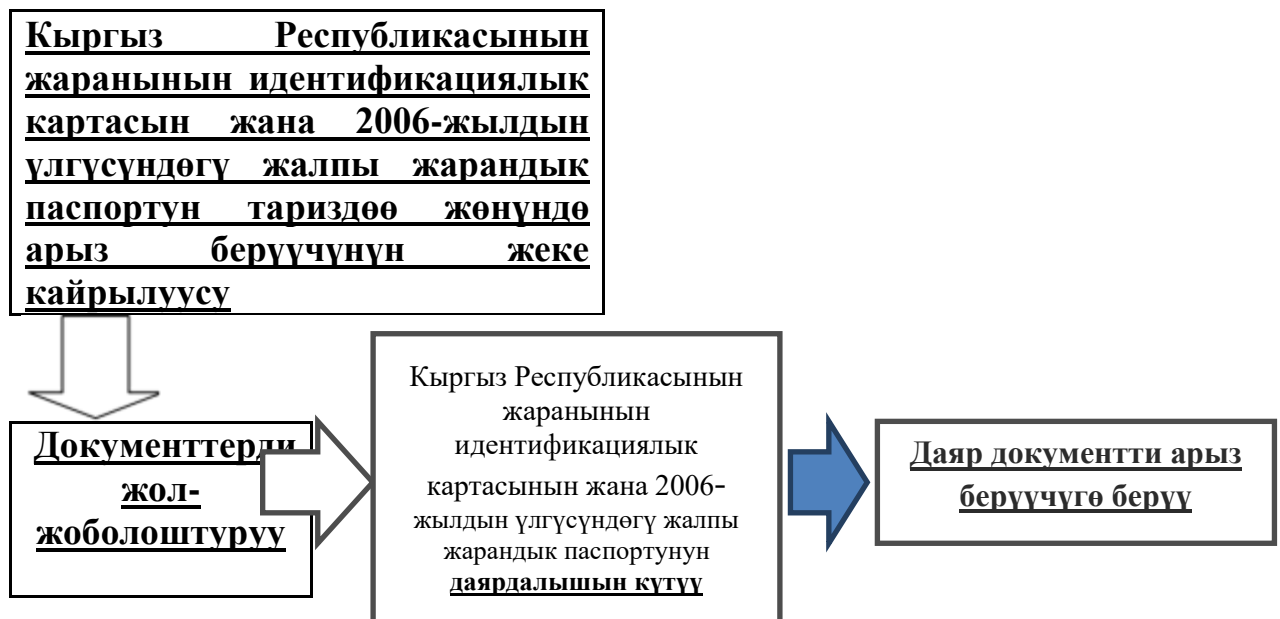 Кыргыз Республикасынын
жаранынын идентификациялык
картасын жана 2006-жылдын
үлгүсүндөгү жалпы жарандык
паспортун тариздөө жөнүндө
арыз берүүчүнүн жеке
кайрылуусу
Документтерди
жол-
жоболоштуруу
Кыргыз Республикасынын
жаранынын
идентификациялык
картасынын жана 2006-
жылдын үлгүсүндөгү жалпы
жарандык паспортунун
даярдалышын күтүү
Даяр документти арыз
берүүчүгө берүү